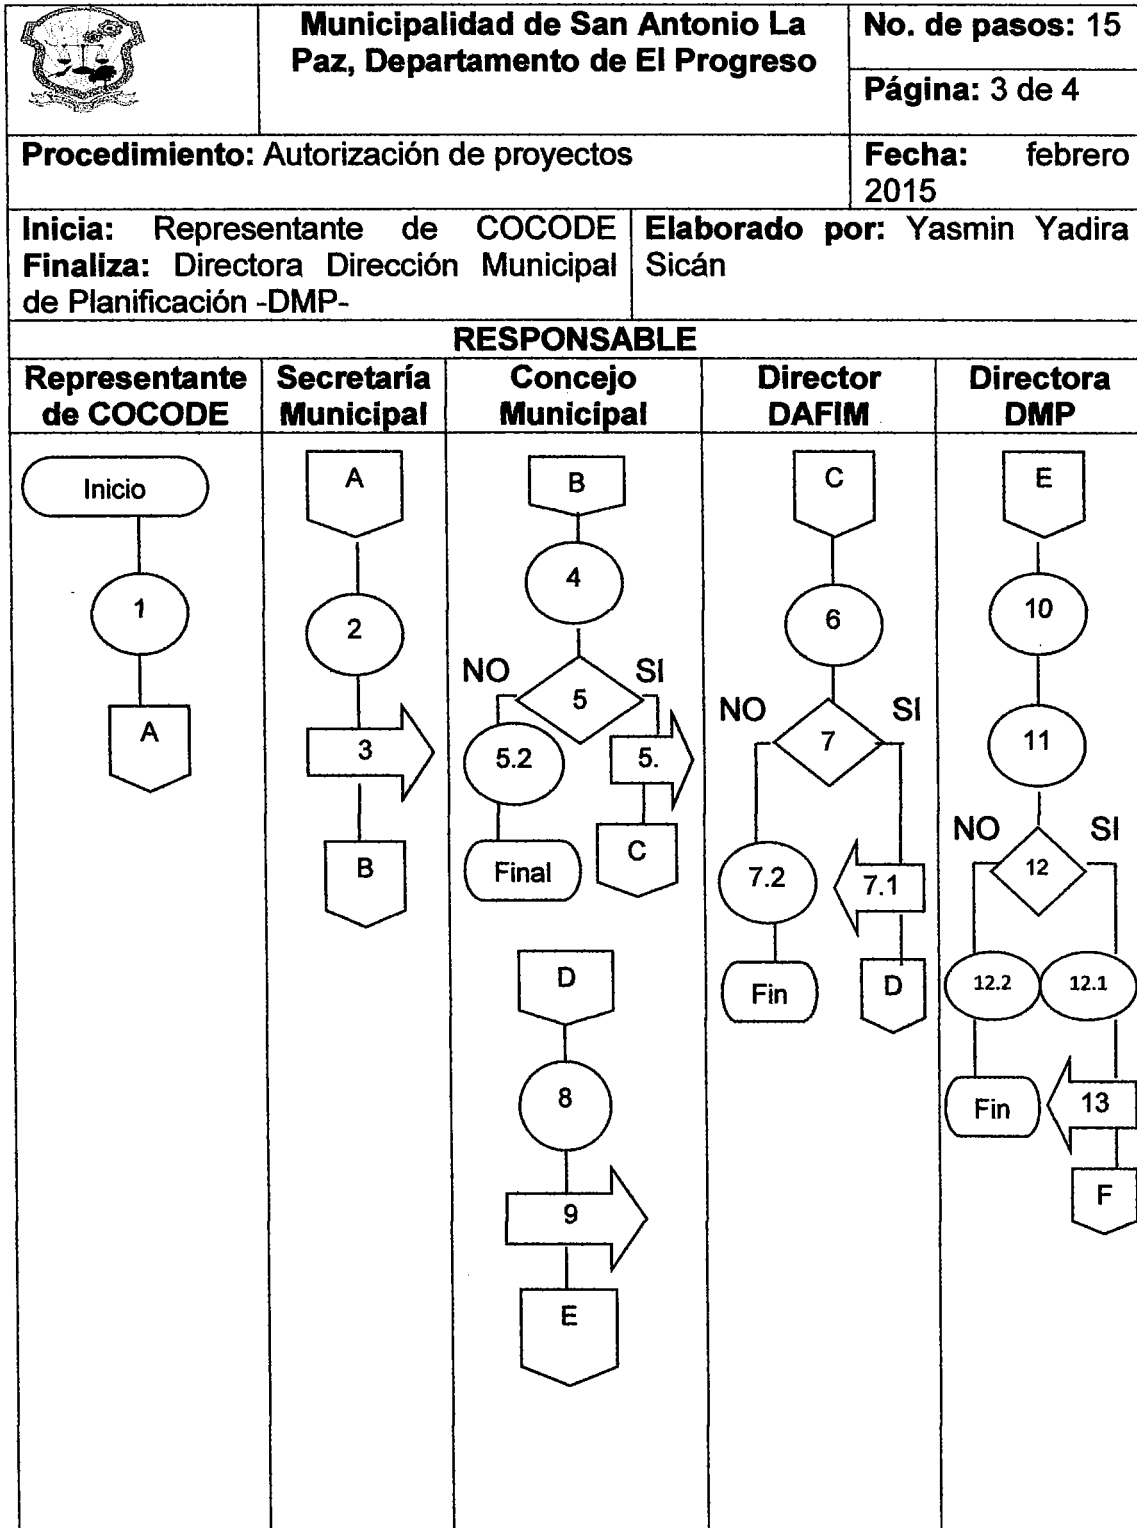 Municipalidad de San Antonio La
Paz, Departamento de El Progreso
No. de pasos: 15
Página: 3 de 4
Procedimiento: Autorización de proyectos
Fecha: febrero
2015
Inicia: Representante de COCODE
Finaliza: Directora Dirección Municipal
de Planificación -DMP-
Elaborado por: Yasmin Yadira
Sicán
RESPONSABLE
Representante
de COCODE
Secretaría
Municipal
Concejo
Municipal
Director
DAFIM
Directora
DMP
Inicio
1
A
A
2
3
B
B
4
NO
SI
5
5.2
5.
Final
C
D
8
9
E
C
6
NO
SI
7
7.2
7.1
Fin
D
E
10
11
NO
SI
12
12.2
12.1
Fin
13
F